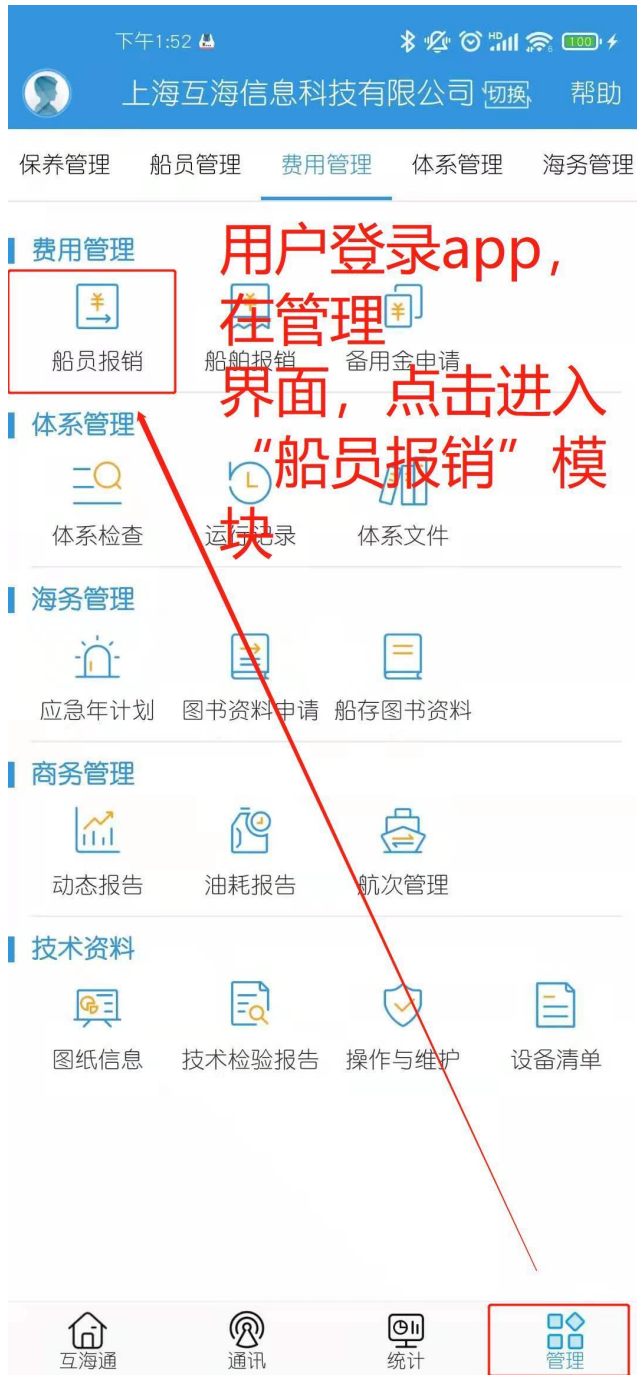 下午1:52 HD 6 100
上海互海信息科技有限公司 切换 帮助
保养管理 船员管理 费用管理 体系管理 海务管理
费用管理
用户登录app，
在管理
界面，点击进入
“船员报销”模
块
船员报销 船舶报销 备用金申请
体系管理
体系检查 运行记录 体系文件
海务管理
应急年计划 图书资料申请 船存图书资料
商务管理
动态报告 油耗报告 航次管理
技术资料
图纸信息 技术检验报告 操作与维护 设备清单
互海通 通讯 统计 管理